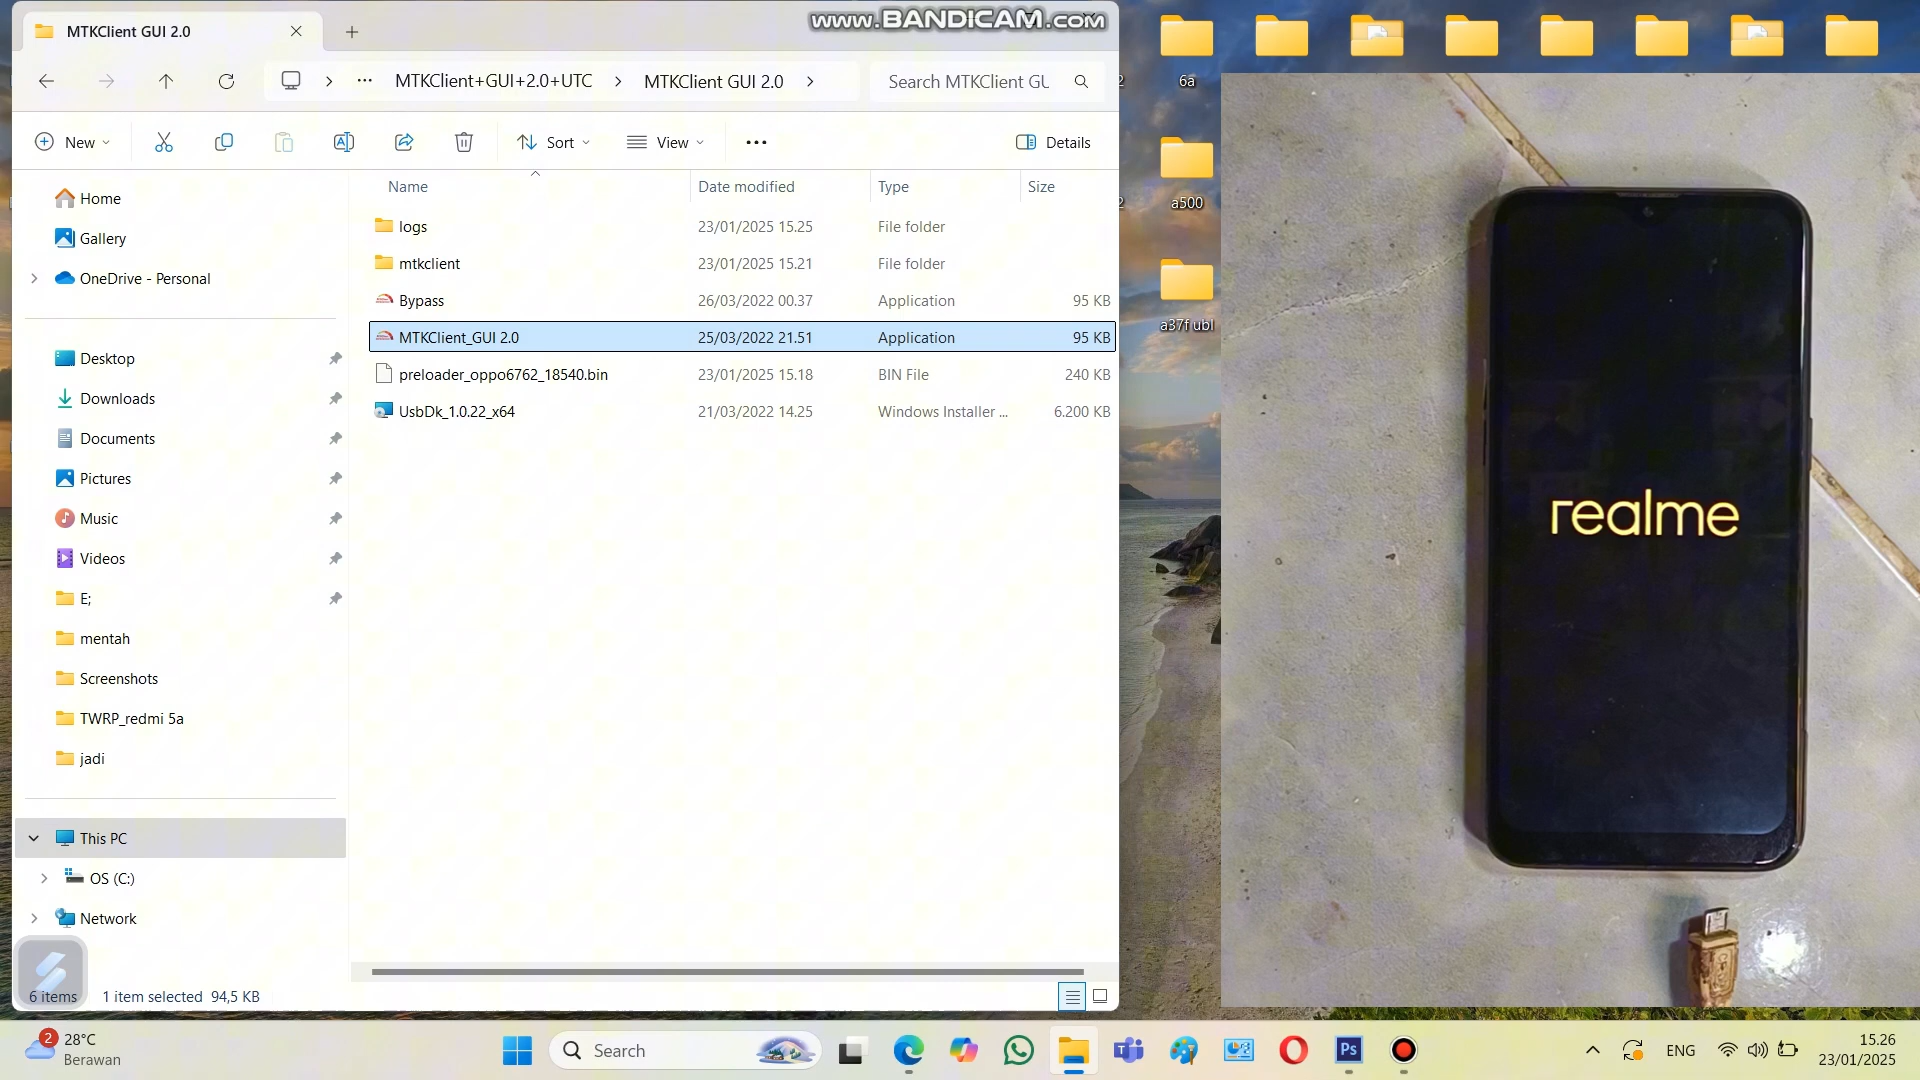 MTKClient GUI 2.0
www.BANDICAM.com
MTKClient+GUI+2.0+UTC
MTKClient GUI 2.0
Search MTKClient GU
New
Sort
View
Details
Name
Date modified
Type
Size
Home
Gallery
OneDrive - Personal
Desktop
Downloads
Documents
Pictures
Music
Videos
E;
mentah
Screenshots
TWRP_redmi 5a
jadi
This PC
OS (C:)
Network
logs 23/01/2025 15.25 File folder
mtkclient 23/01/2025 15.21 File folder
Bypass 26/03/2022 00.37 Application 95 KB
MTKClient_GUI 2.0 25/03/2022 21.51 Application 95 KB
preloader_oppo6762_18540.bin 23/01/2025 15.18 BIN File 240 KB
UsbDk_1.0.22_x64 21/03/2022 14.25 Windows Installer ... 6.200 KB
6 items 1 item selected 94,5 KB
2
6a
2
a500
a37f ubl
realme
2
28°C
Berawan
Search
Ps
ENG
15.26
23/01/2025